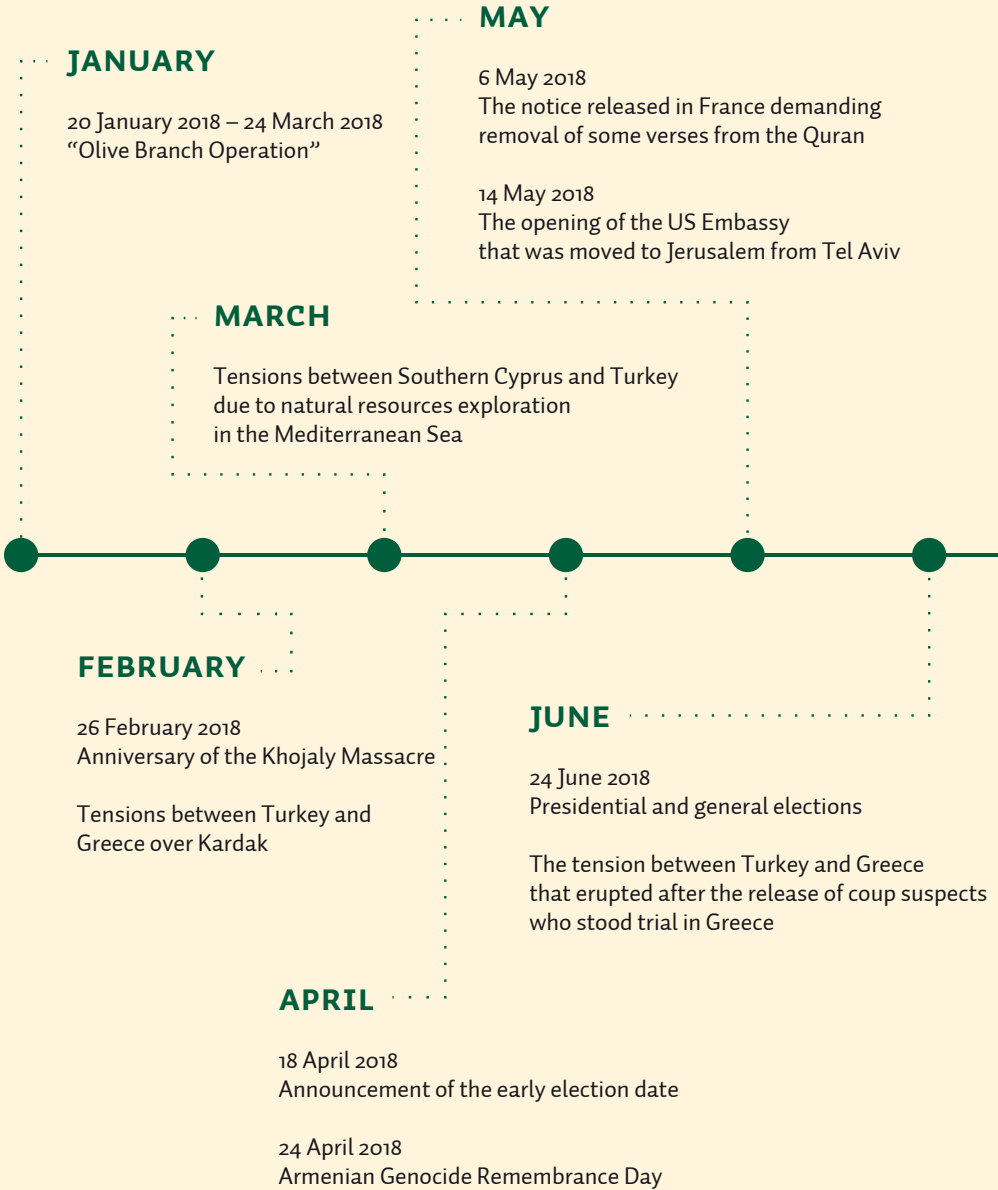 JANUARY
20 January 2018 – 24 March 2018
“Olive Branch Operation”
FEBRUARY
26 February 2018
Anniversary of the Khojaly Massacre
Tensions between Turkey and
Greece over Kardak
MARCH
Tensions between Southern Cyprus and Turkey
due to natural resources exploration
in the Mediterranean Sea
APRIL
18 April 2018
Announcement of the early election date
24 April 2018
Armenian Genocide Remembrance Day
MAY
6 May 2018
The notice released in France demanding
removal of some verses from the Quran
14 May 2018
The opening of the US Embassy
that was moved to Jerusalem from Tel Aviv
JUNE
24 June 2018
Presidential and general elections
The tension between Turkey and Greece
that erupted after the release of coup suspects
who stood trial in Greece